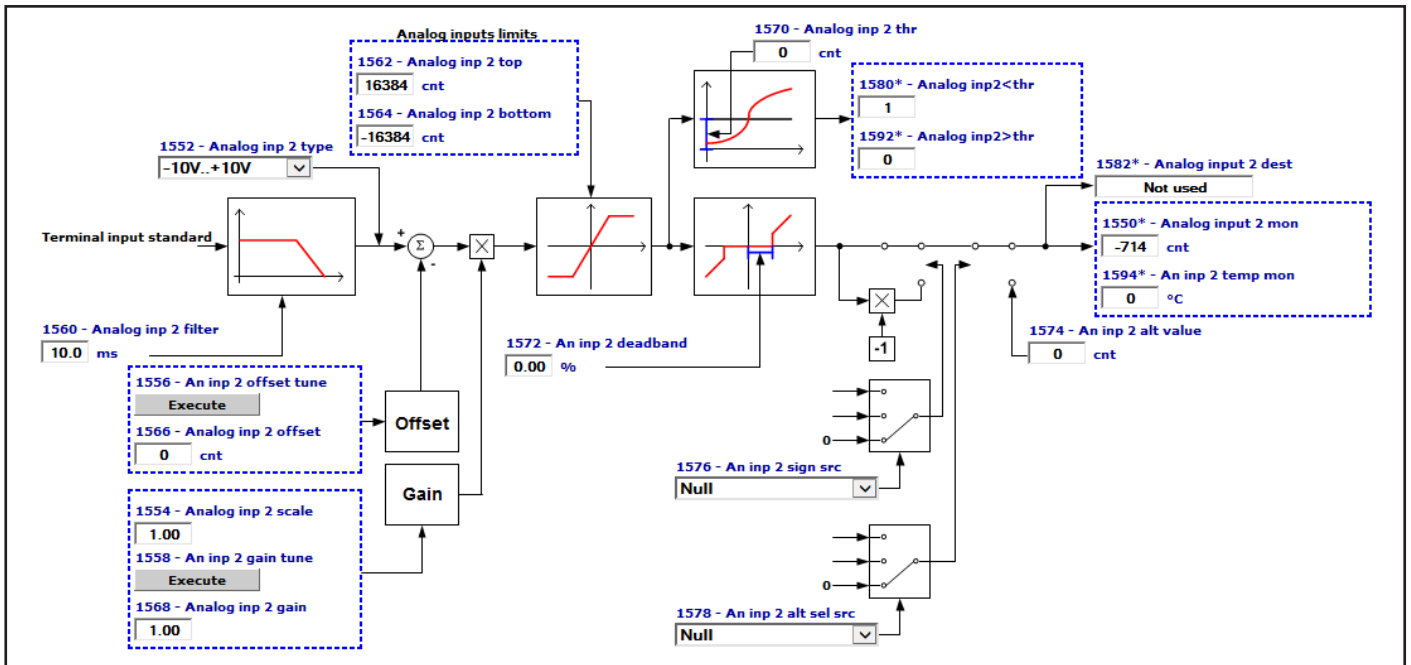 Analog inputs limits
1562 - Analog inp 2 top
16384 cnt
1564 - Analog inp 2 bottom
-16384 cnt
1570 - Analog inp 2 thr
0 cnt
1580* - Analog inp2<thr
1
1592* - Analog inp2>thr
0
1552 - Analog inp 2 type
-10V..+10V
1582* - Analog input 2 dest
Not used
Terminal input standard
+
Σ
-
1550* - Analog input 2 mon
-714 cnt
1594* - An inp 2 temp mon
0 °C
1560 - Analog inp 2 filter
10.0 ms
1572 - An inp 2 deadband
0.00 %
-1
1574 - An inp 2 alt value
0 cnt
1556 - An inp 2 offset tune
Execute
1566 - Analog inp 2 offset
0 cnt
Offset
Gain
1554 - Analog inp 2 scale
1.00
1558 - An inp 2 gain tune
Execute
1568 - Analog inp 2 gain
1.00
0
1576 - An inp 2 sign src
Null
0
1578 - An inp 2 alt sel src
Null